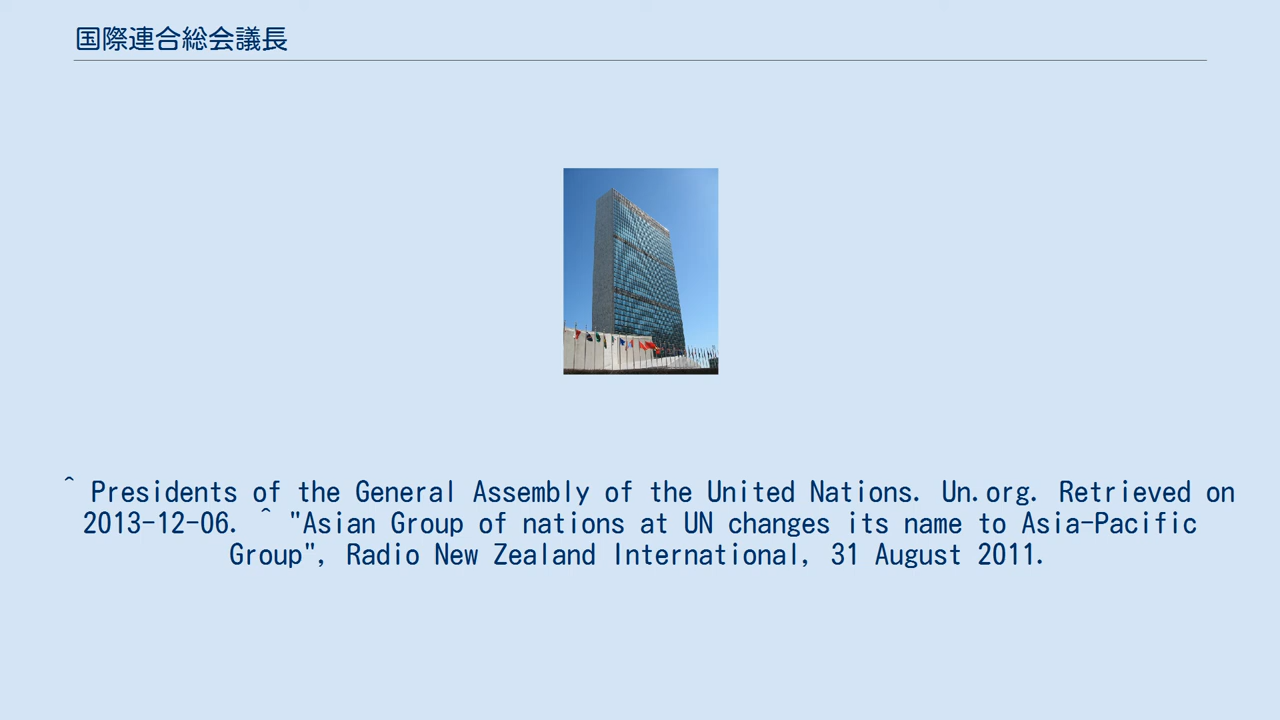 国際連合総会議長
^ Presidents of the General Assembly of the United Nations. Un.org. Retrieved on
2013-12-06. ^ "Asian Group of nations at UN changes its name to Asia-Pacific
Group", Radio New Zealand International, 31 August 2011.